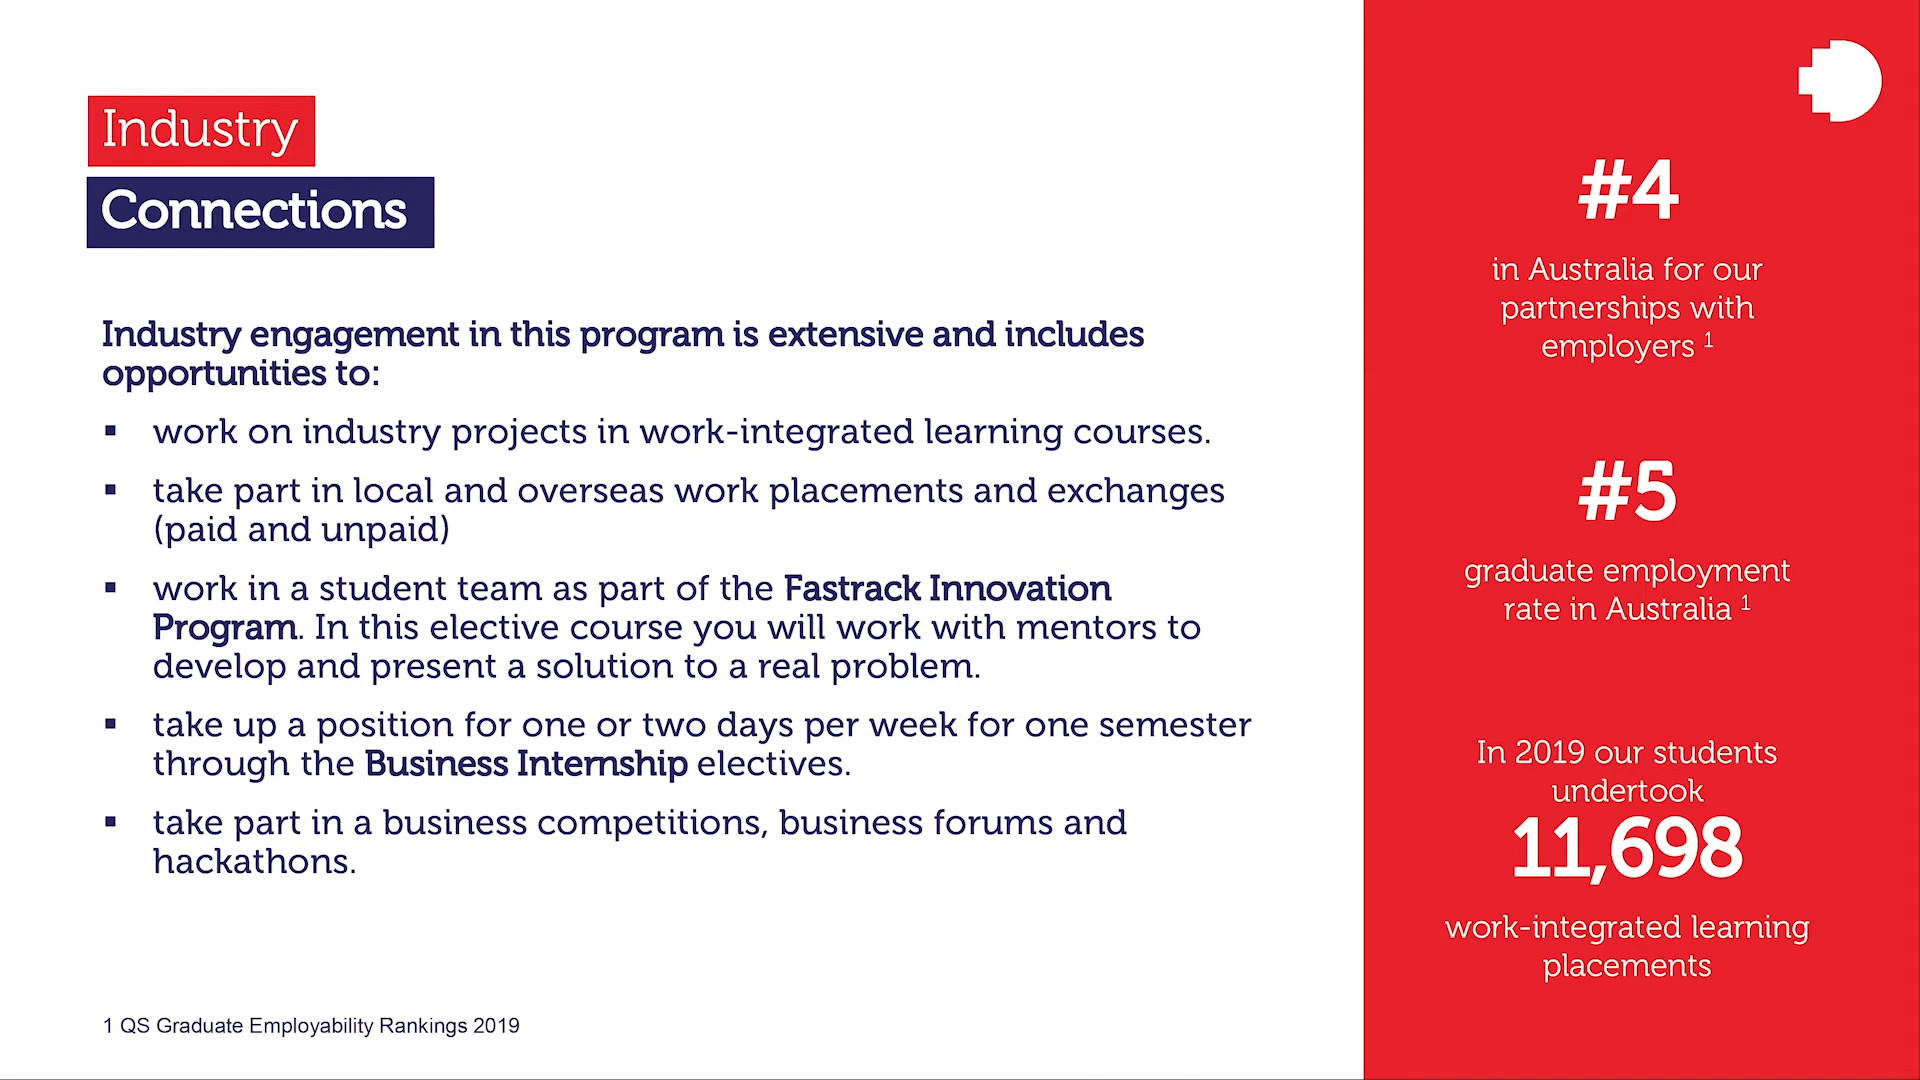 Industry
Connections
Industry engagement in this program is extensive and includes
opportunities to:
▪ work on industry projects in work-integrated learning courses.
▪ take part in local and overseas work placements and exchanges
(paid and unpaid)
▪ work in a student team as part of the Fastrack Innovation
Program. In this elective course you will work with mentors to
develop and present a solution to a real problem.
▪ take up a position for one or two days per week for one semester
through the Business Internship electives.
▪ take part in a business competitions, business forums and
hackathons.
1 QS Graduate Employability Rankings 2019
#4
in Australia for our
partnerships with
employers 1
#5
graduate employment
rate in Australia 1
In 2019 our students
undertook
11,698
work-integrated learning
placements